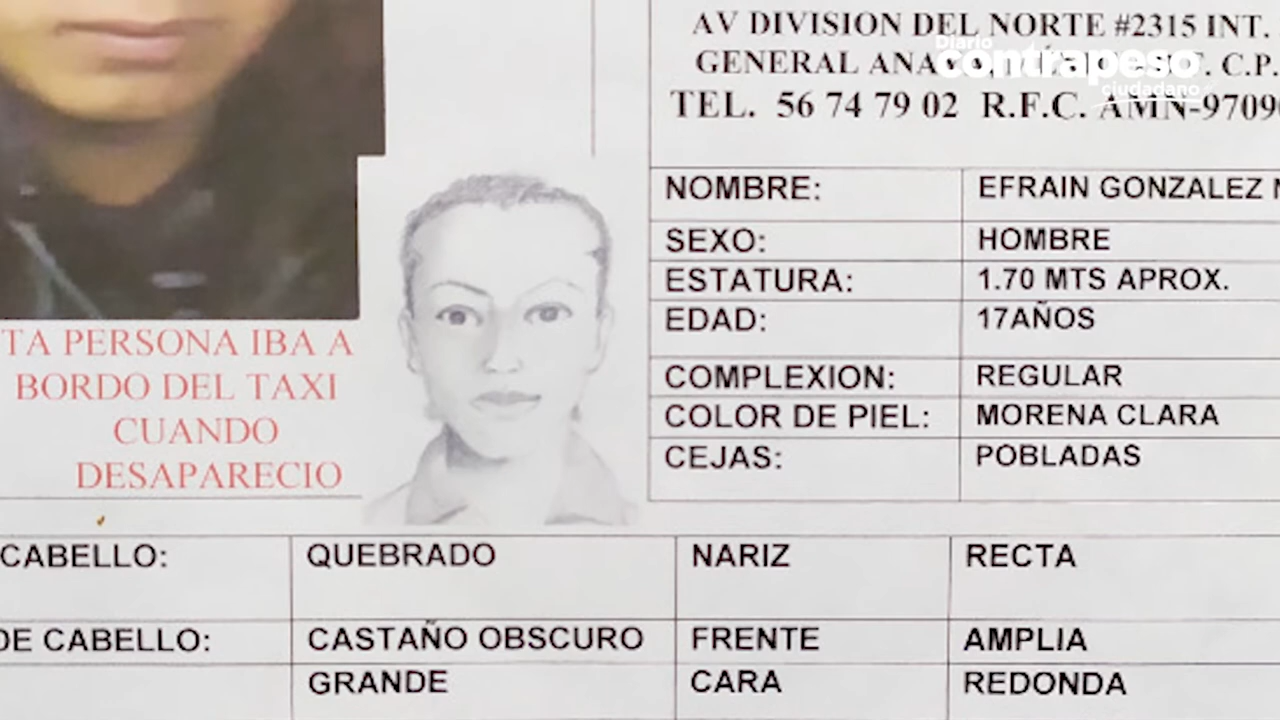 AV DIVISION DEL NORTE #2315 INT.
GENERAL ANAYA, C.P.
TEL. 56 74 79 02 R.F.C. AMN-9709
Diario
contrapeso
ciudadano
NOMBRE: EFRAIN GONZALEZ
SEXO: HOMBRE
ESTATURA: 1.70 MTS APROX.
EDAD: 17AÑOS
COMPLEXION: REGULAR
COLOR DE PIEL: MORENA CLARA
CEJAS: POBLADAS
TA PERSONA IBA A
BORDO DEL TAXI
CUANDO
DESAPARECIO
CABELLO: QUEBRADO NARIZ RECTA
DE CABELLO: CASTAÑO OBSCURO FRENTE AMPLIA
GRANDE CARA REDONDA